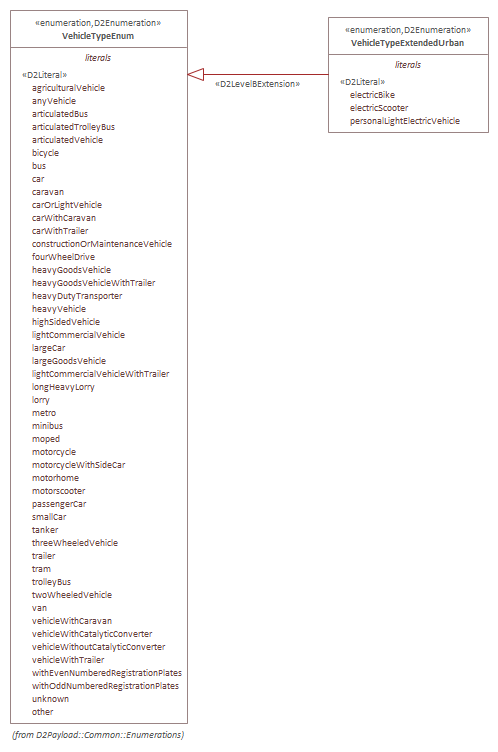 «enumeration,D2Enumeration»
VehicleTypeEnum
literals
«D2Literal»
agriculturalVehicle
anyVehicle
articulatedBus
articulatedTrolleyBus
articulatedVehicle
bicycle
bus
car
caravan
carOrLightVehicle
carWithCaravan
carWithTrailer
constructionOrMaintenanceVehicle
fourWheelDrive
heavyGoodsVehicle
heavyGoodsVehicleWithTrailer
heavyDutyTransporter
heavyVehicle
highSidedVehicle
lightCommercialVehicle
largeCar
largeGoodsVehicle
lightCommercialVehicleWithTrailer
longHeavyLorry
lorry
metro
minibus
moped
motorcycle
motorcycleWithSideCar
motorhome
motorscooter
passengerCar
smallCar
tanker
threeWheeledVehicle
trailer
tram
trolleyBus
twoWheeledVehicle
van
vehicleWithCaravan
vehicleWithCatalyticConverter
vehicleWithoutCatalyticConverter
vehicleWithTrailer
withEvenNumberedRegistrationPlates
withOddNumberedRegistrationPlates
unknown
other
(from D2Payload::Common::Enumerations)
«D2LevelBExtension»
«enumeration,D2Enumeration»
VehicleTypeExtendedUrban
literals
«D2Literal»
electricBike
electricScooter
personalLightElectricVehicle